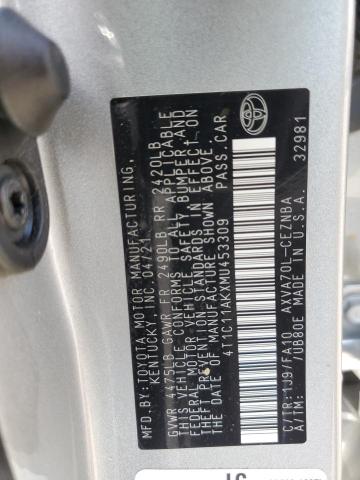 MFD.BY:TOYOTA MOTOR MANUFACTURING,
KENTUCKY, INC. 04/21
GVWR 4475LB GAWR FR 2490LB RR 2420LB
THIS VEHICLE CONFORMS TO ALL APPLICABLE
FEDERAL MOTOR VEHICLE SAFETY, BUMPER, AND
THEFT PREVENTION STANDARDS IN EFFECT ON
THE DATE OF MANUFACTURE SHOWN ABOVE.
4T1C11AKXMU453309 PASS.CAR
C/TR:1J9/FA10 AXVA70L-CEZNBA
A/TM: /UB80E MADE IN U.S.A. 32981
TOYOTA